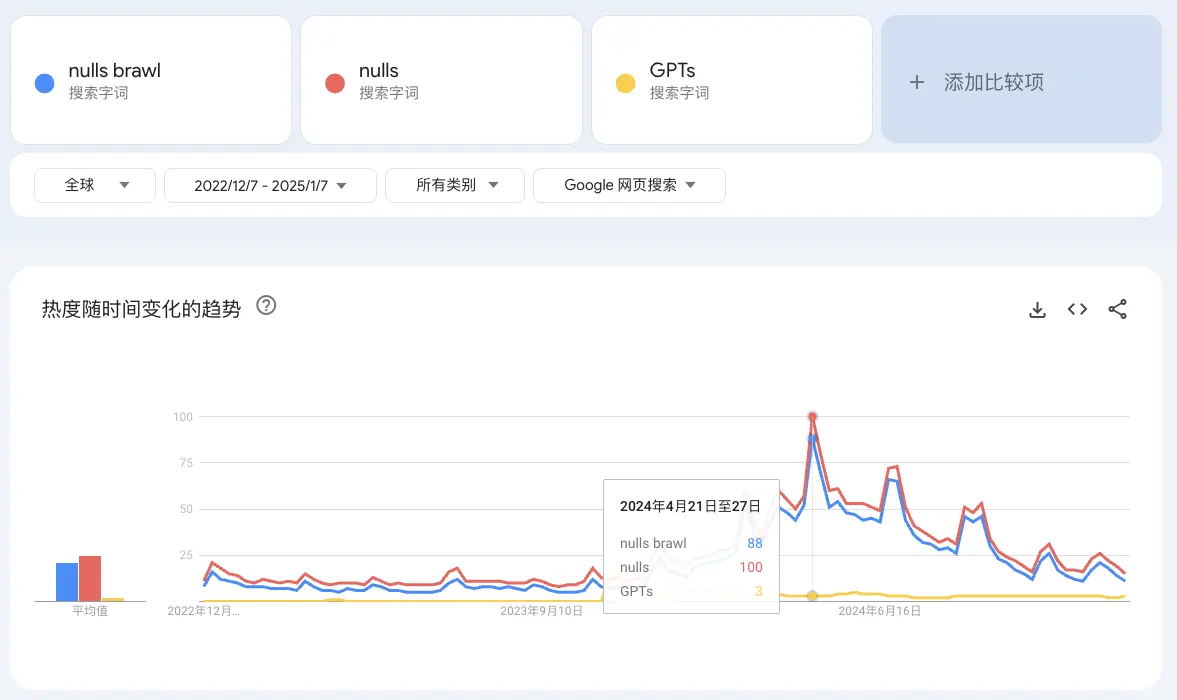 nulls brawl
搜索字词
nulls
搜索字词
GPTs
搜索字词
+ 添加比较项
全球
2022/12/7 - 2025/1/7
所有类别
Google 网页搜索
热度随时间变化的趋势
100
75
50
25
平均值
2022年12月...
2023年9月10日
2024年6月16日
2024年4月21日至27日
nulls brawl 88
nulls 100
GPTs 3